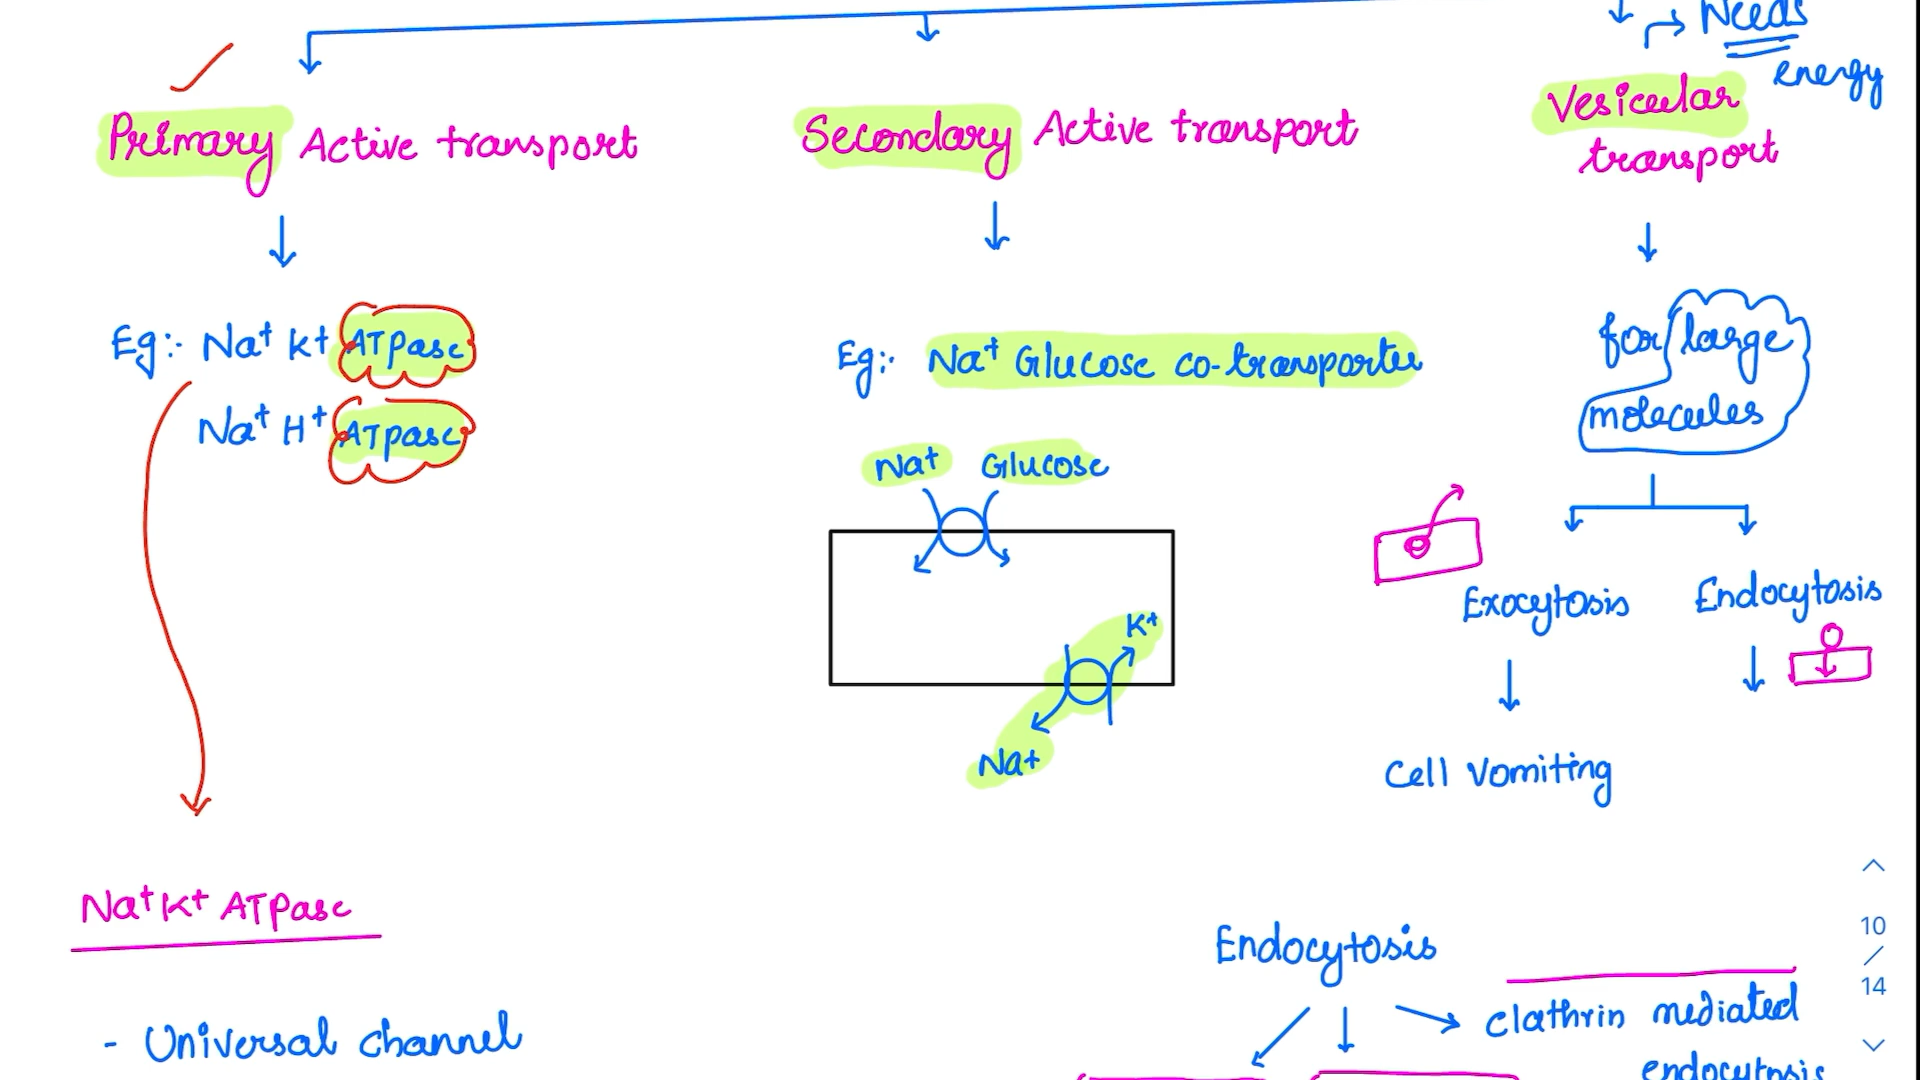 Needs
energy
Primary Active transport
Secondary Active transport
Vesicular
transport
Eg:- Na+ K+ ATpase
Na+ H+ ATpase
Eg:- Na+ Glucose co-transporter
for large
molecules
Na+ Glucose
K+
Na+
Exocytosis
Endocytosis
Cell Vomiting
Na+ K+ ATpase
- Universal channel
Endocytosis
clathrin mediated
endocytosis
10
/
14